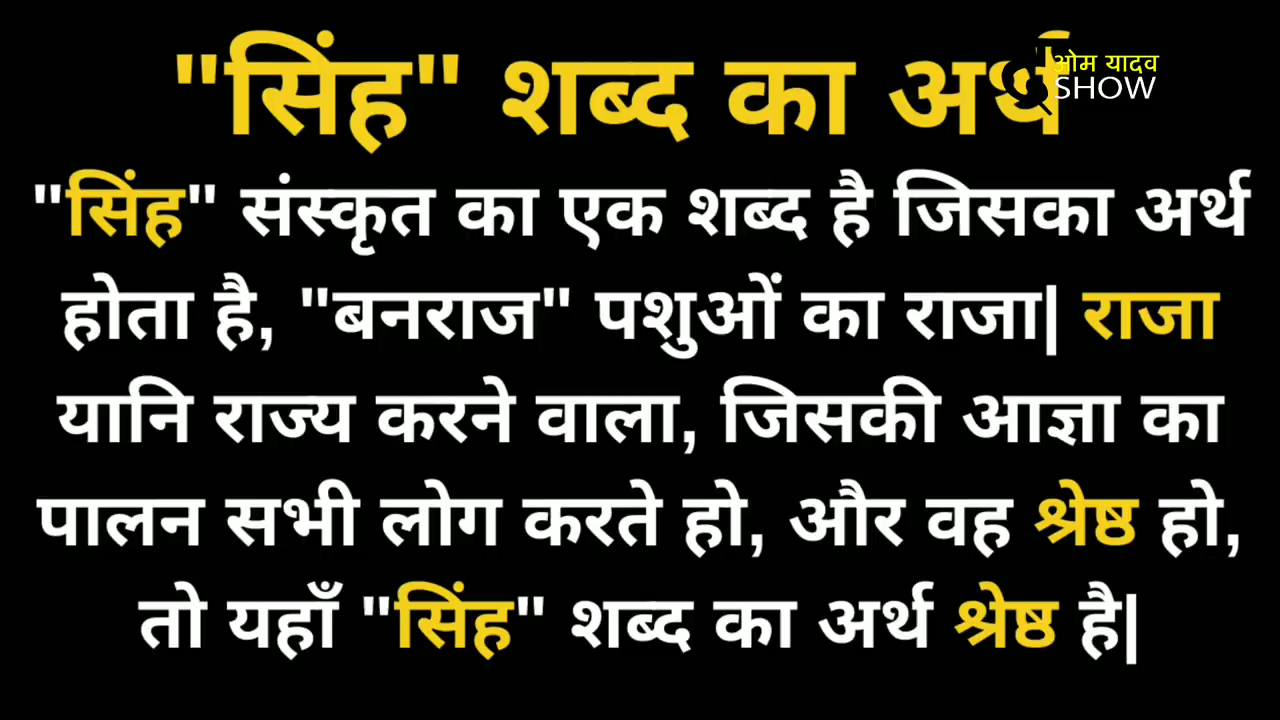 "सिंह" शब्द का अर्थ
ओम यादव
SHOW
"सिंह" संस्कृत का एक शब्द है जिसका अर्थ
होता है, "बनराज" पशुओं का राजा| राजा
यानि राज्य करने वाला, जिसकी आज्ञा का
पालन सभी लोग करते हो, और वह श्रेष्ठ हो,
तो यहाँ "सिंह" शब्द का अर्थ श्रेष्ठ है|